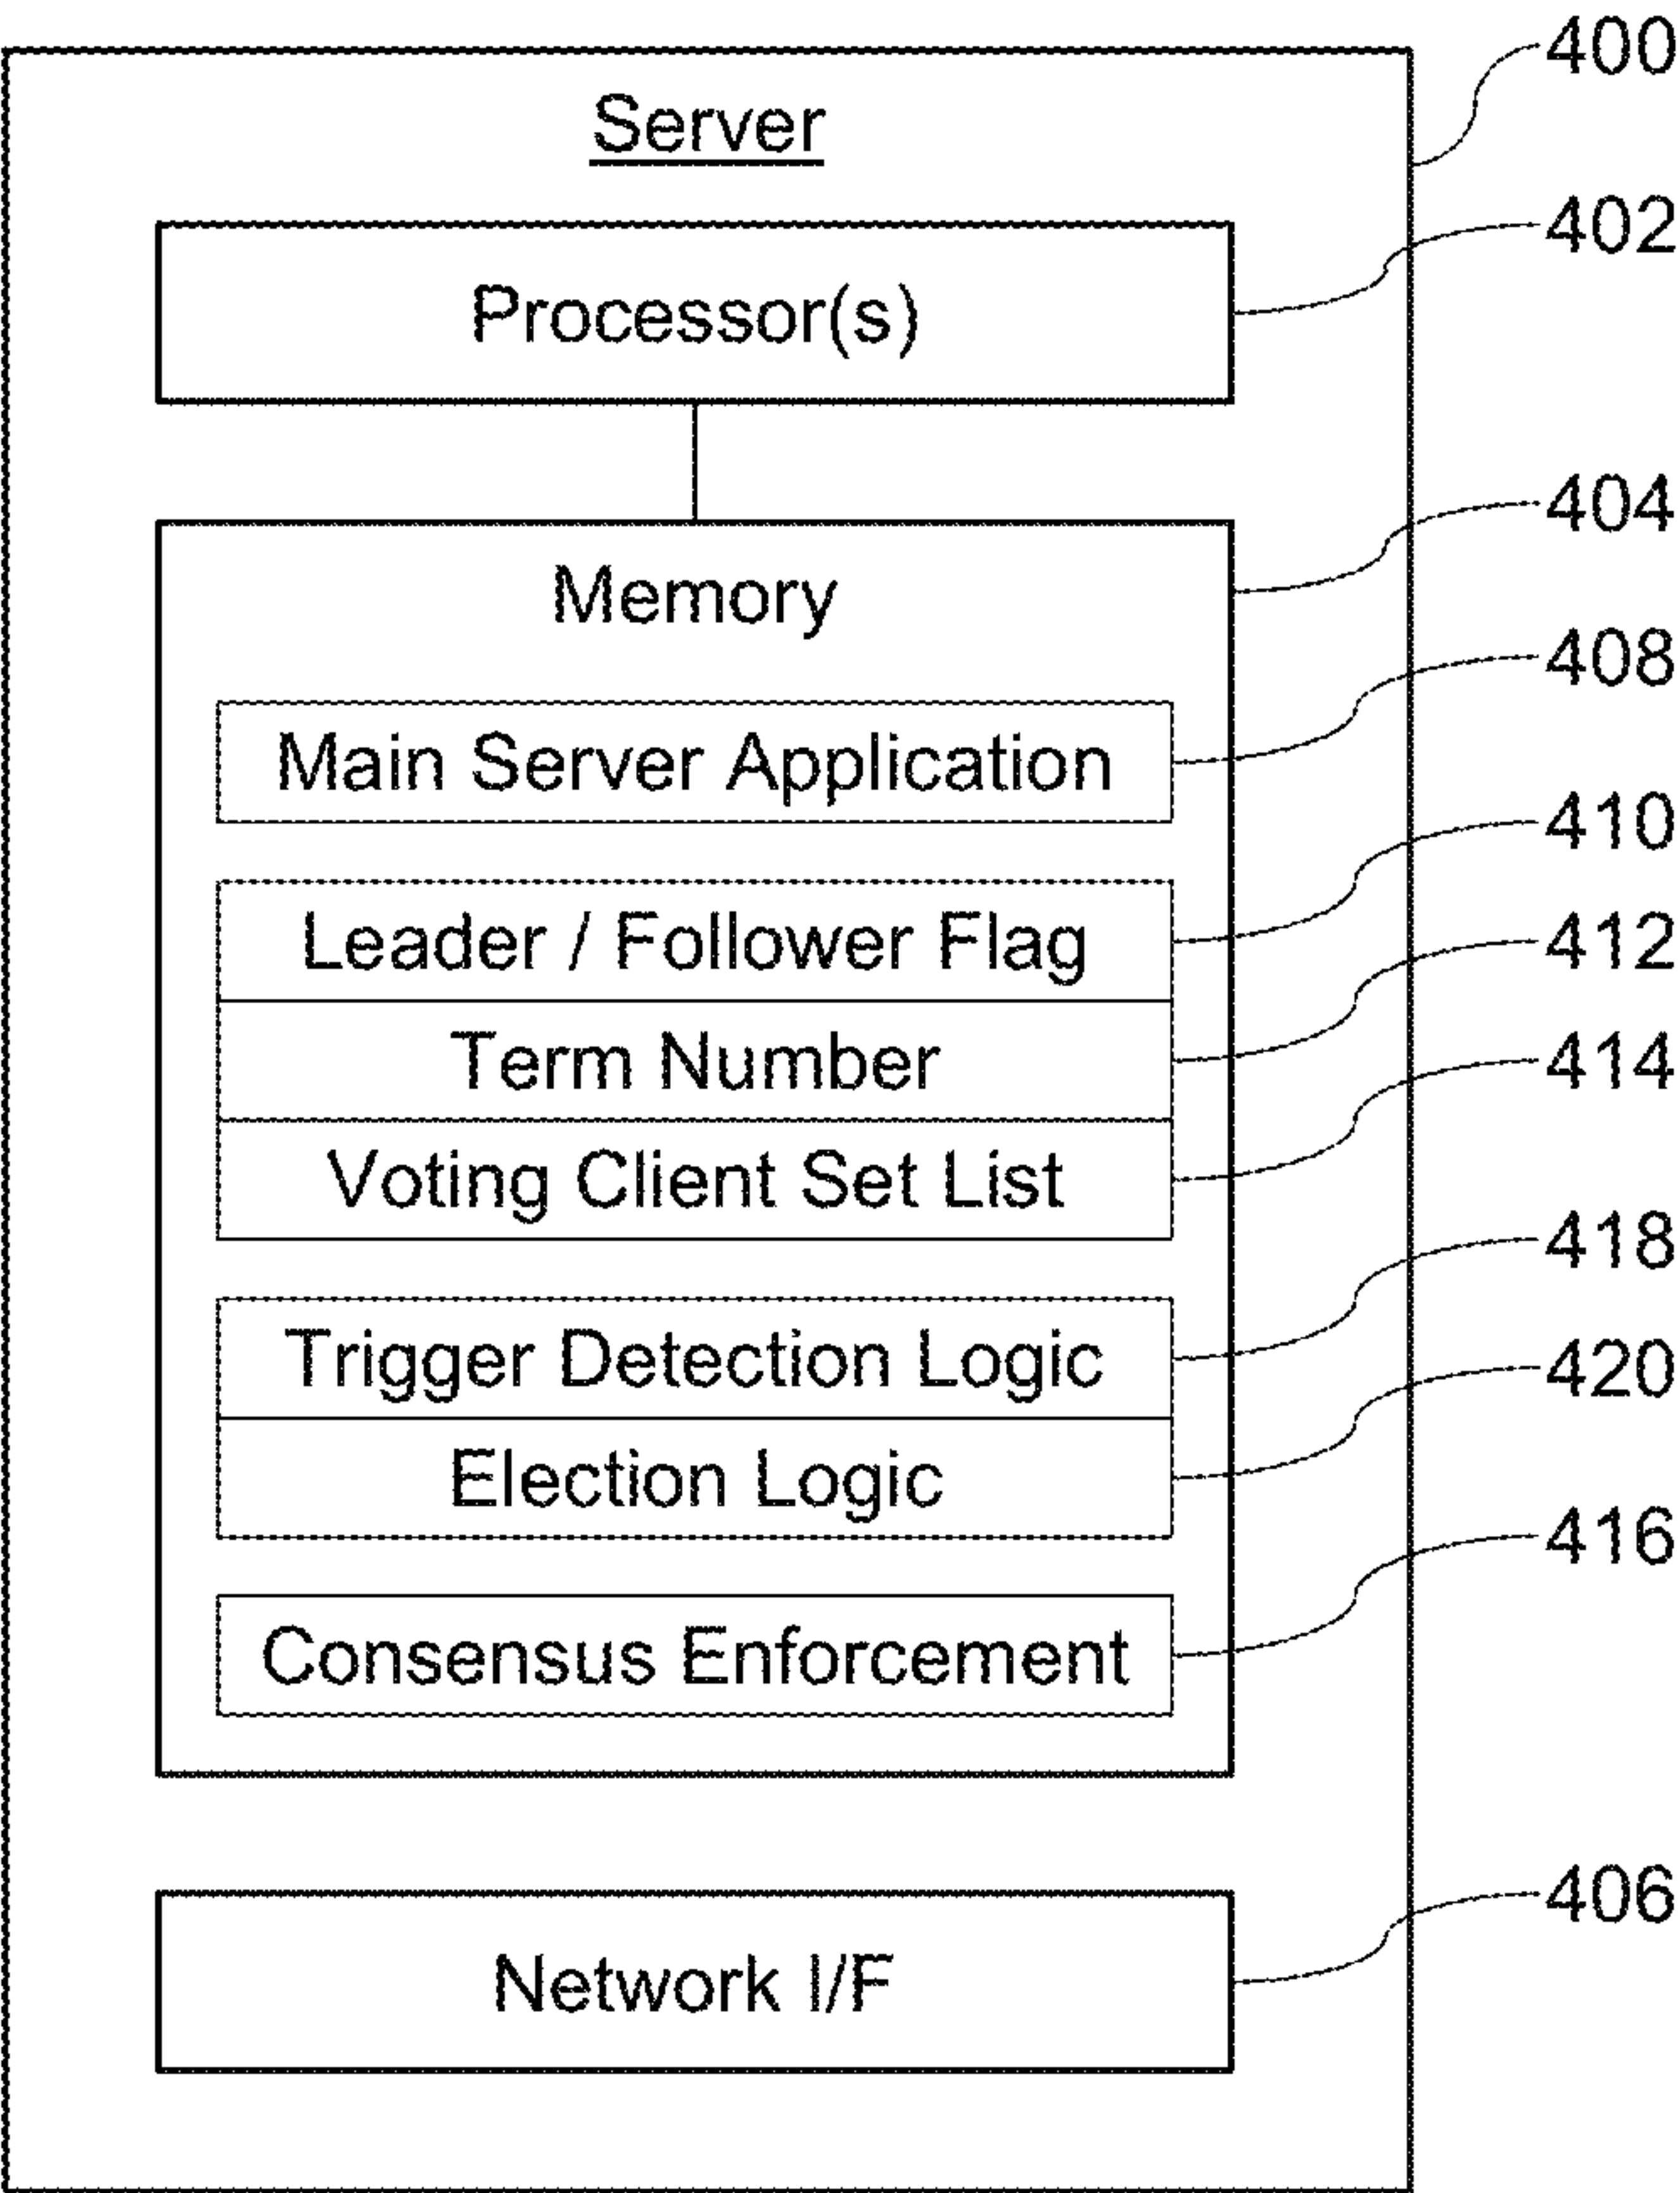 400
Server
402
Processor(s)
404
Memory
408
Main Server Application
410
Leader / Follower Flag
412
Term Number
414
Voting Client Set List
418
Trigger Detection Logic
420
Election Logic
416
Consensus Enforcement
406
Network I/F